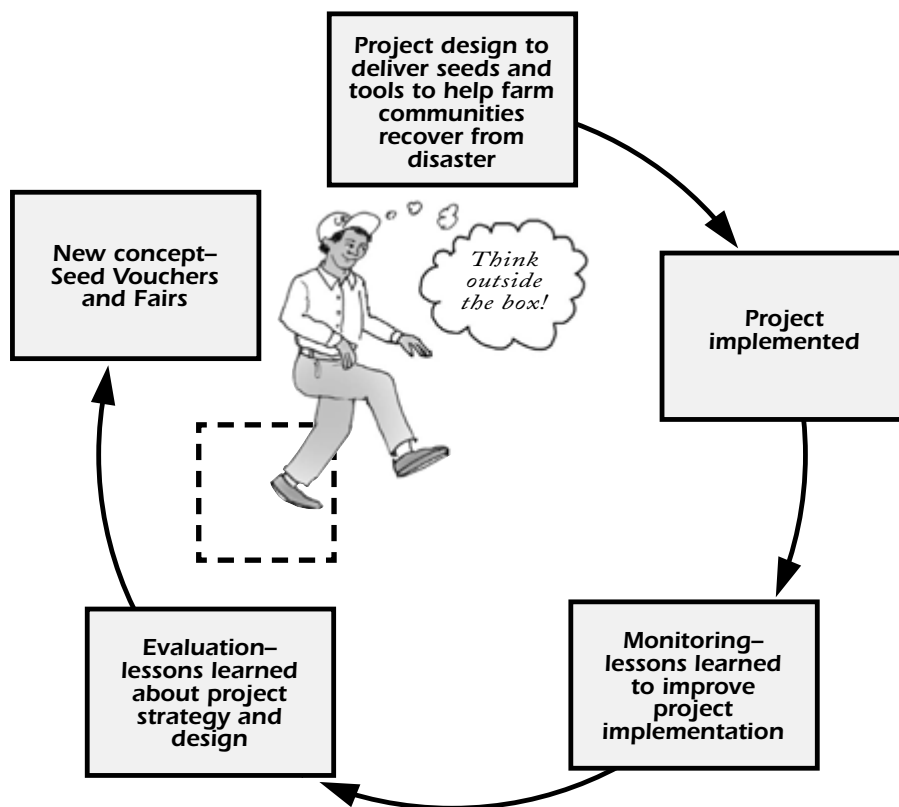 Project design to
deliver seeds and
tools to help farm
communities
recover from
disaster
New concept–
Seed Vouchers
and Fairs
Think
outside
the box!
Project
implemented
Evaluation–
lessons learned
about project
strategy and
design
Monitoring–
lessons learned
to improve
project
implementation